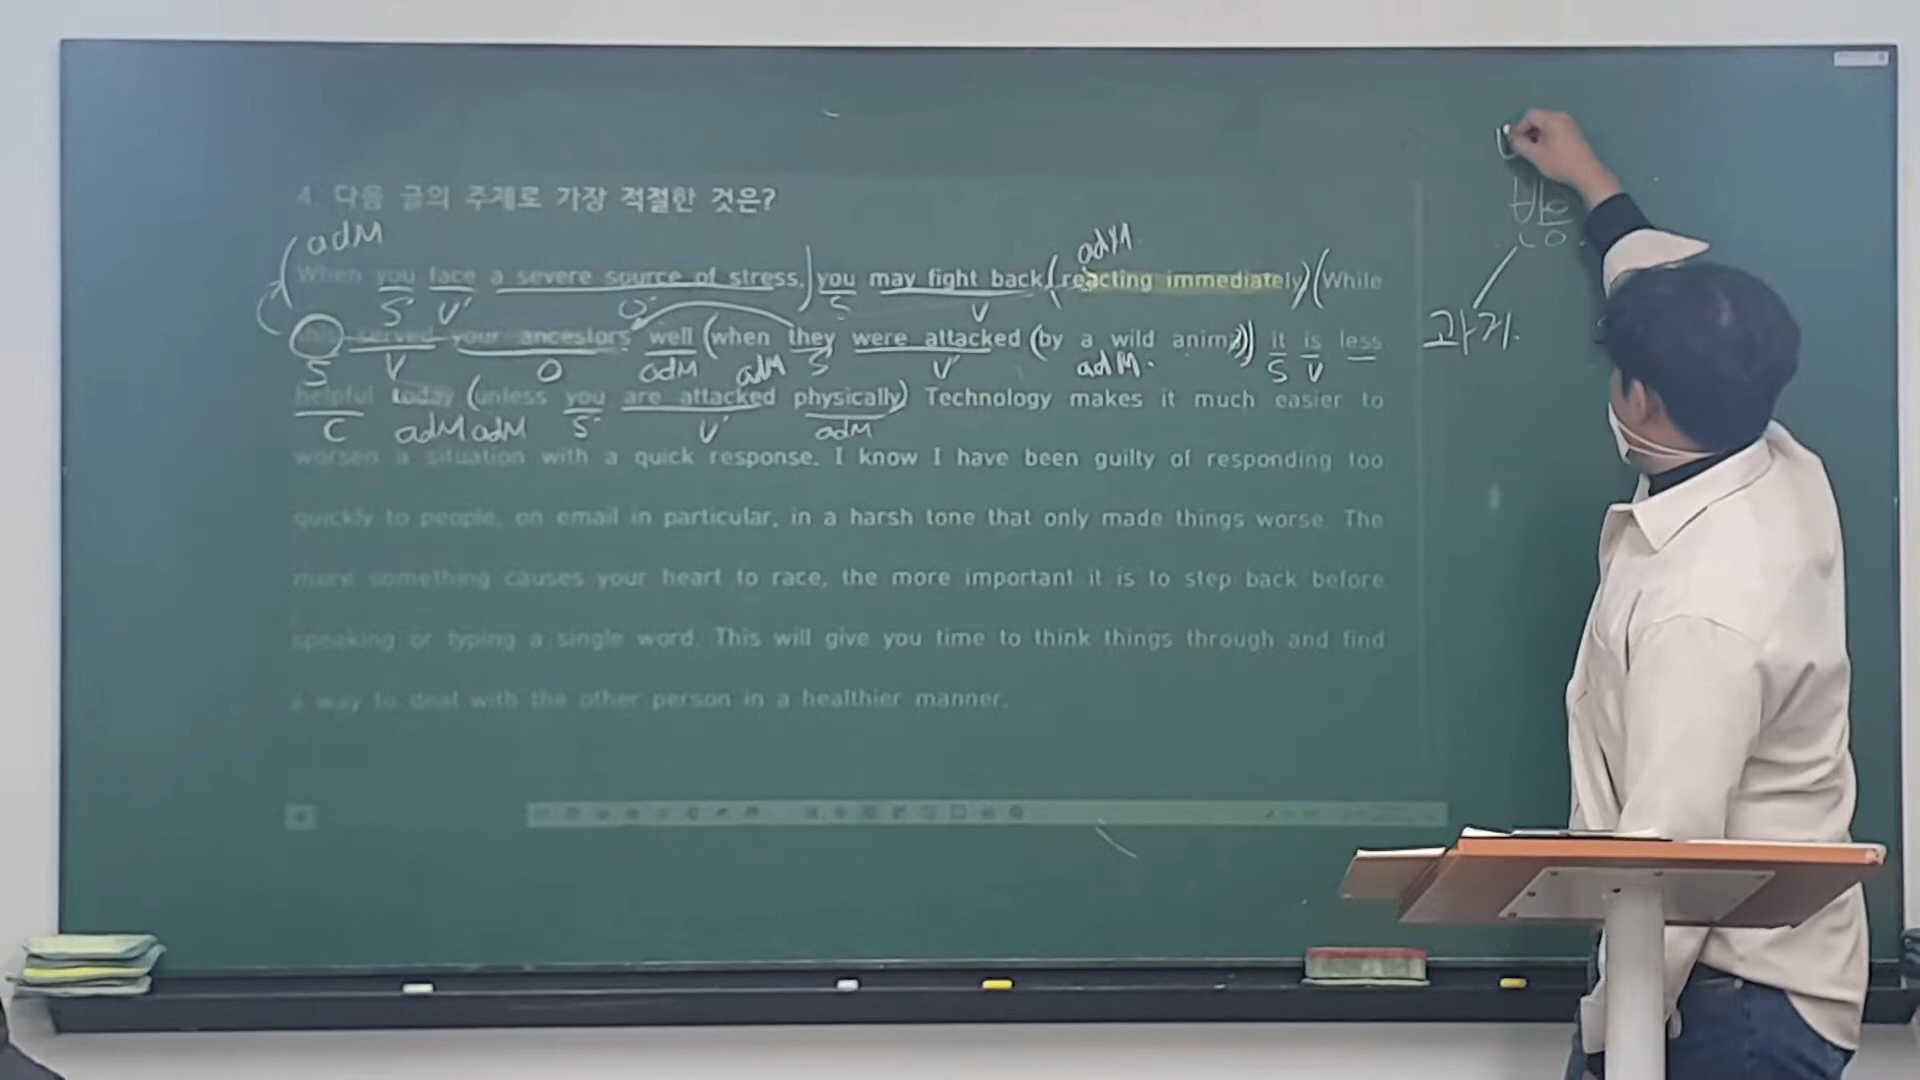 4. 다음 글의 주제로 가장 적절한 것은?
adM
adM
When you face a severe source of stress, you may fight back, reacting immediately. While
S' V' O' S V
this served your ancestors well when they were attacked by a wild animal, it is less
S V O adM adM S' V' adM. S V
helpful today unless you are attacked physically. Technology makes it much easier to
C adM adM S' V' adM
worsen a situation with a quick response. I know I have been guilty of responding too
quickly to people, on email in particular, in a harsh tone that only made things worse. The
more something causes your heart to race, the more important it is to step back before
speaking or typing a single word. This will give you time to think things through and find
a way to deal with the other person in a healthier manner.
반응
과거.